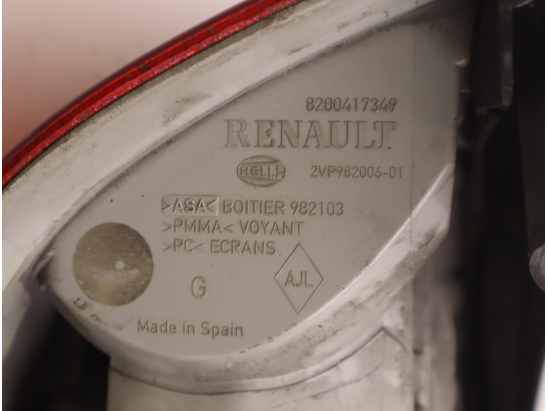 8200417349
RENAULT
HELLA 2VP982006-01
>ASA< BOITIER 982103
>PMMA< VOYANT
>PC< ECRANS
G AJL
Made in Spain